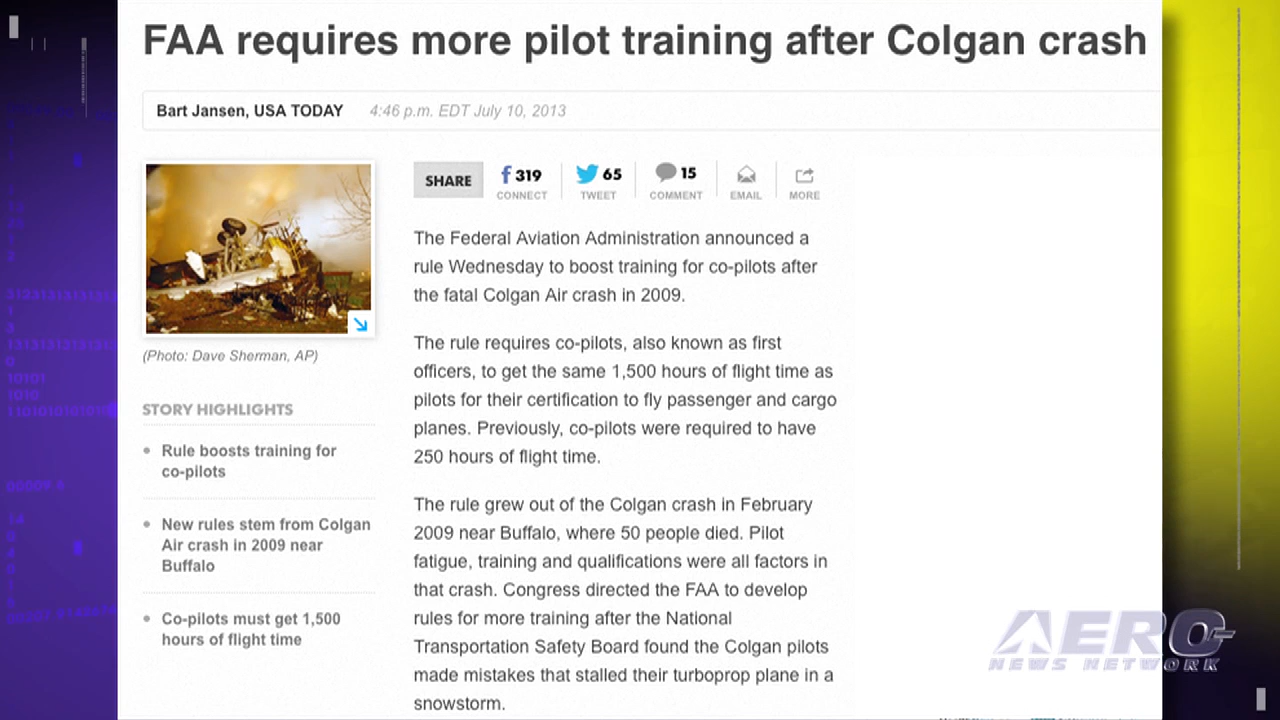 FAA requires more pilot training after Colgan crash
Bart Jansen, USA TODAY 4:46 p.m. EDT July 10, 2013
SHARE
319
CONNECT
65
TWEET
15
COMMENT
EMAIL
MORE
(Photo: Dave Sherman, AP)
STORY HIGHLIGHTS
Rule boosts training for
co-pilots
New rules stem from Colgan
Air crash in 2009 near
Buffalo
Co-pilots must get 1,500
hours of flight time
The Federal Aviation Administration announced a
rule Wednesday to boost training for co-pilots after
the fatal Colgan Air crash in 2009.
The rule requires co-pilots, also known as first
officers, to get the same 1,500 hours of flight time as
pilots for their certification to fly passenger and cargo
planes. Previously, co-pilots were required to have
250 hours of flight time.
The rule grew out of the Colgan crash in February
2009 near Buffalo, where 50 people died. Pilot
fatigue, training and qualifications were all factors in
that crash. Congress directed the FAA to develop
rules for more training after the National
Transportation Safety Board found the Colgan pilots
made mistakes that stalled their turboprop plane in a
snowstorm.
AERO-
NEWS NETWORK
10101
1010